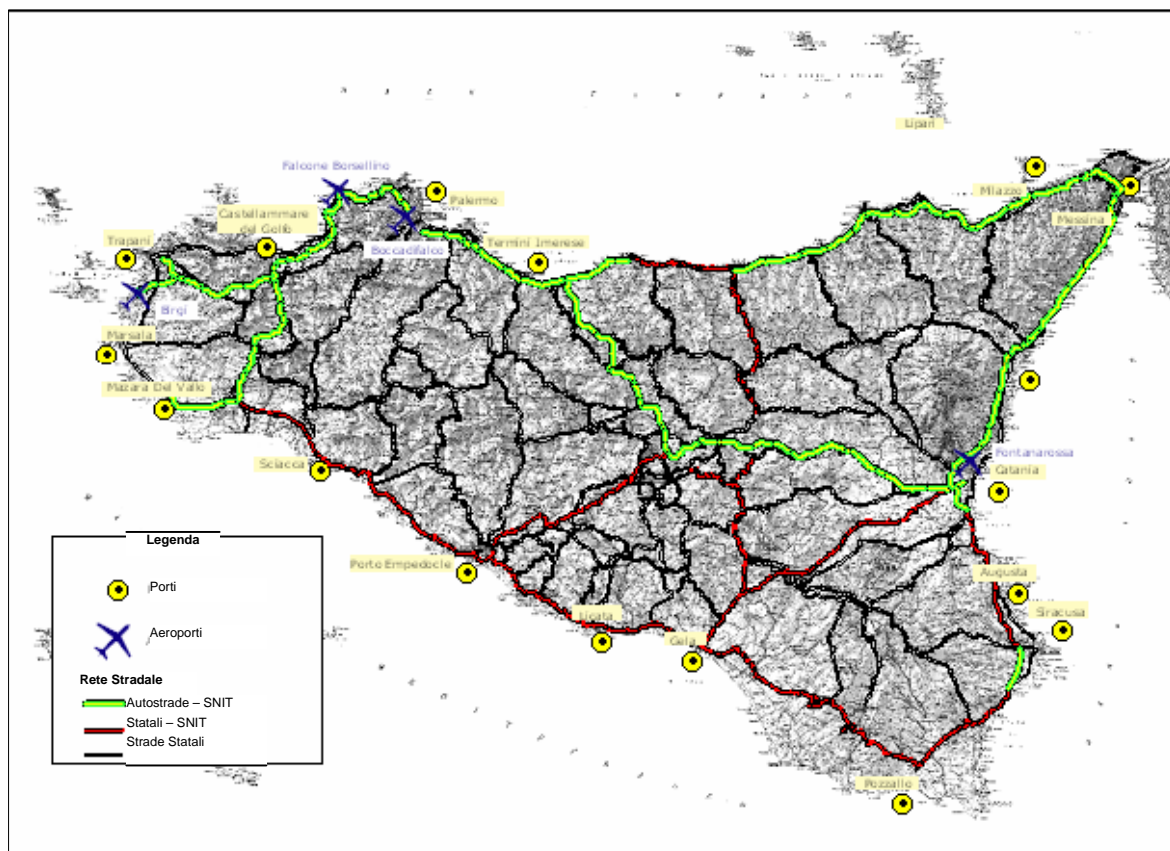 Lipari
Falcone Borsellino
Milazzo
Palermo
Castellammare
del Golfo
Messina
Trapani
Boccadifalco
Termini Imerese
Birgi
Marsala
Mazara Del Vallo
Fontanarossa
Sciacca
Catania
Legenda
Porto Empedocle
Augusta
Porti
Siracusa
Licata
Gela
Aeroporti
Rete Stradale
Autostrade – SNIT
Statali – SNIT
Strade Statali
Pozzallo